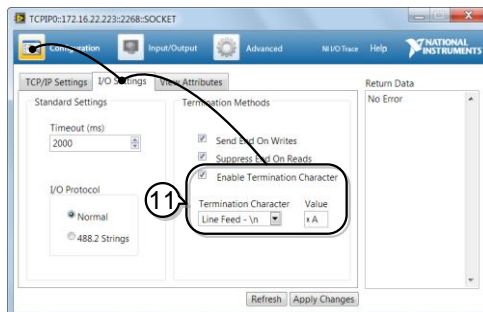 TCPIP0::172.16.22.223::2268::SOCKET
Configuration Input/Output Advanced NI I/O Trace Help NATIONAL INSTRUMENTS
TCP/IP Settings I/O Settings View Attributes
Return Data
No Error
Standard Settings
Timeout (ms)
2000
I/O Protocol
Normal
488.2 Strings
Termination Methods
Send End On Writes
Suppress End On Reads
Enable Termination Character
11
Termination Character Value
Line Feed - \n xA
Refresh Apply Changes